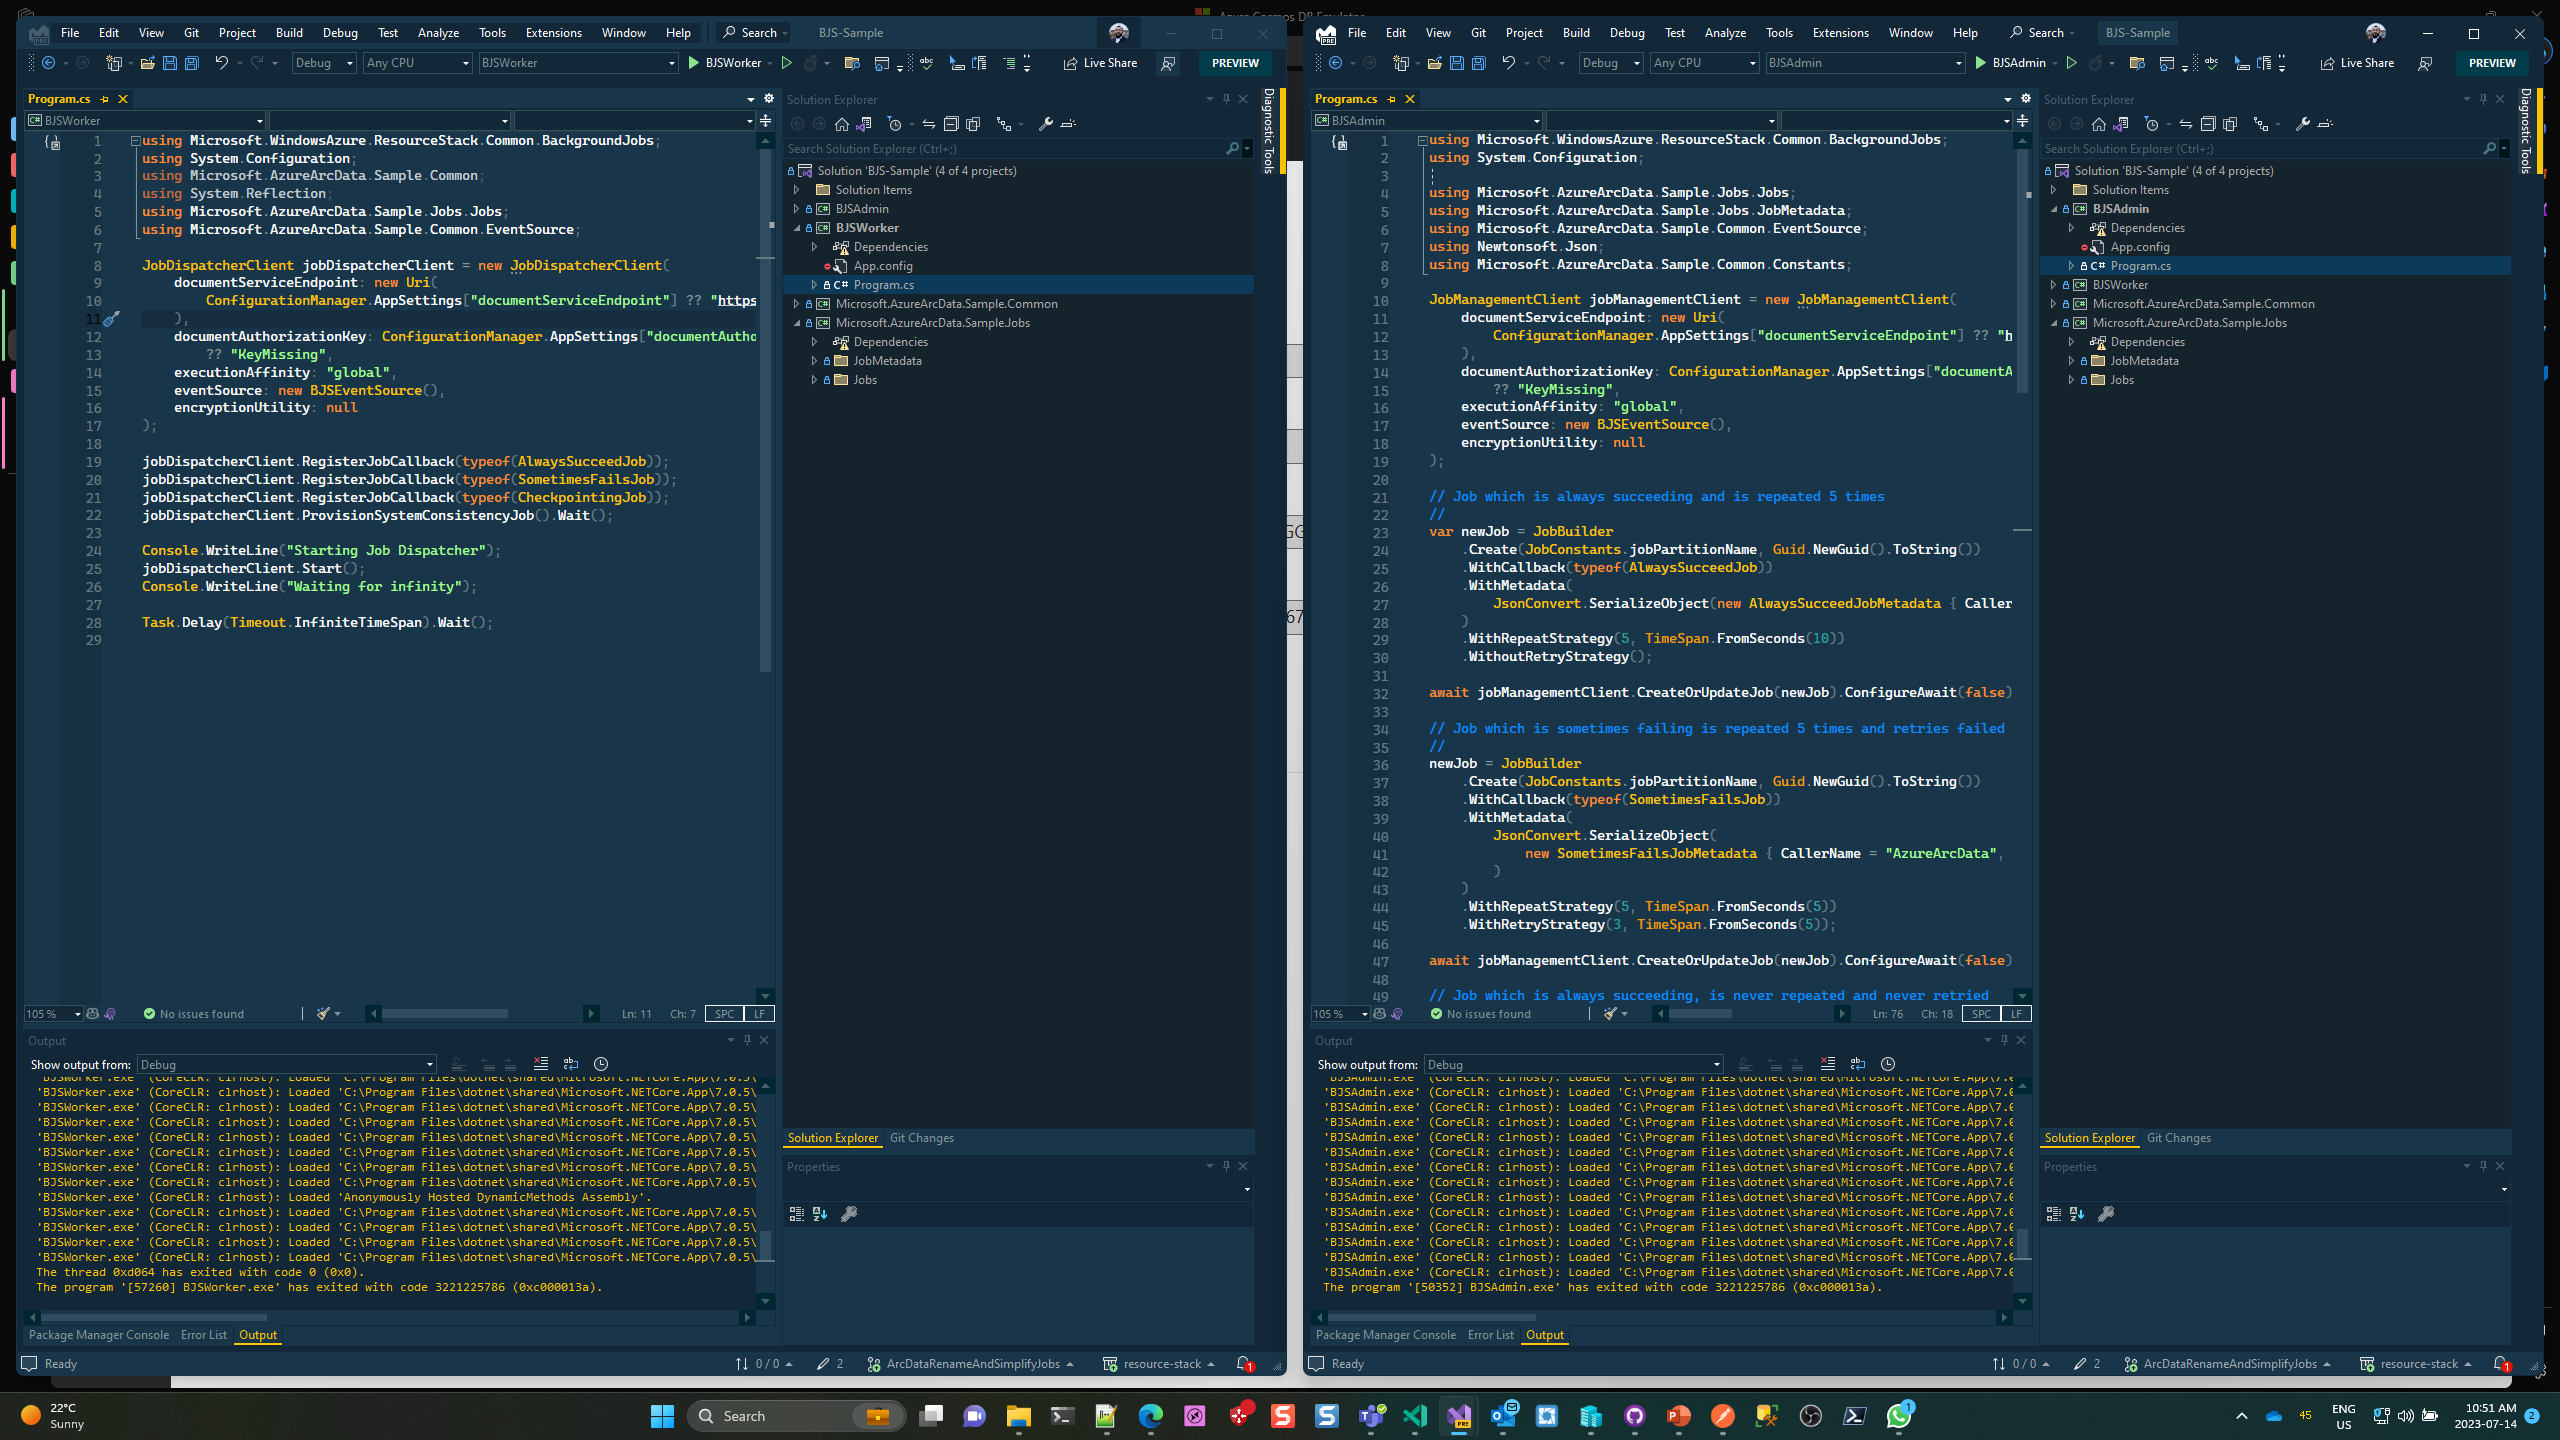 Azure Cosmos DB Emulator
File Edit View Git Project Build Debug Test Analyze Tools Extensions Window Help Search BJS-Sample
Debug Any CPU BJSWorker BJSWorker Live Share PREVIEW
Program.cs
BJSWorker
1 using Microsoft.WindowsAzure.ResourceStack.Common.BackgroundJobs;
2 using System.Configuration;
3 using Microsoft.AzureArcData.Sample.Common;
4 using System.Reflection;
5 using Microsoft.AzureArcData.Sample.Jobs.Jobs;
6 using Microsoft.AzureArcData.Sample.Common.EventSource;
7
8 JobDispatcherClient jobDispatcherClient = new JobDispatcherClient(
9 documentServiceEndpoint: new Uri(
10 ConfigurationManager.AppSettings["documentServiceEndpoint"] ?? "https
11 ),
12 documentAuthorizationKey: ConfigurationManager.AppSettings["documentAutho
13 ?? "KeyMissing",
14 executionAffinity: "global",
15 eventSource: new BJSEventSource(),
16 encryptionUtility: null
17 );
18
19 jobDispatcherClient.RegisterJobCallback(typeof(AlwaysSucceedJob));
20 jobDispatcherClient.RegisterJobCallback(typeof(SometimesFailsJob));
21 jobDispatcherClient.RegisterJobCallback(typeof(CheckpointingJob));
22 jobDispatcherClient.ProvisionSystemConsistencyJob().Wait();
23
24 Console.WriteLine("Starting Job Dispatcher");
25 jobDispatcherClient.Start();
26 Console.WriteLine("Waiting for infinity");
27
28 Task.Delay(Timeout.InfiniteTimeSpan).Wait();
29
105 % No issues found Ln: 11 Ch: 7 SPC LF
Output
Show output from: Debug
'BJSWorker.exe' (CoreCLR: clrhost): Loaded 'C:\Program Files\dotnet\shared\Microsoft.NETCore.App\7.0.5\
'BJSWorker.exe' (CoreCLR: clrhost): Loaded 'C:\Program Files\dotnet\shared\Microsoft.NETCore.App\7.0.5\
'BJSWorker.exe' (CoreCLR: clrhost): Loaded 'C:\Program Files\dotnet\shared\Microsoft.NETCore.App\7.0.5\
'BJSWorker.exe' (CoreCLR: clrhost): Loaded 'C:\Program Files\dotnet\shared\Microsoft.NETCore.App\7.0.5\
'BJSWorker.exe' (CoreCLR: clrhost): Loaded 'C:\Program Files\dotnet\shared\Microsoft.NETCore.App\7.0.5\
'BJSWorker.exe' (CoreCLR: clrhost): Loaded 'C:\Program Files\dotnet\shared\Microsoft.NETCore.App\7.0.5\
'BJSWorker.exe' (CoreCLR: clrhost): Loaded 'C:\Program Files\dotnet\shared\Microsoft.NETCore.App\7.0.5\
'BJSWorker.exe' (CoreCLR: clrhost): Loaded 'C:\Program Files\dotnet\shared\Microsoft.NETCore.App\7.0.5\
'BJSWorker.exe' (CoreCLR: clrhost): Loaded 'Anonymously Hosted DynamicMethods Assembly'.
'BJSWorker.exe' (CoreCLR: clrhost): Loaded 'C:\Program Files\dotnet\shared\Microsoft.NETCore.App\7.0.5\
'BJSWorker.exe' (CoreCLR: clrhost): Loaded 'C:\Program Files\dotnet\shared\Microsoft.NETCore.App\7.0.5\
'BJSWorker.exe' (CoreCLR: clrhost): Loaded 'C:\Program Files\dotnet\shared\Microsoft.NETCore.App\7.0.5\
'BJSWorker.exe' (CoreCLR: clrhost): Loaded 'C:\Program Files\dotnet\shared\Microsoft.NETCore.App\7.0.5\
The thread 0xd064 has exited with code 0 (0x0).
The program '[57260] BJSWorker.exe' has exited with code 3221225786 (0xc000013a).
Package Manager Console Error List Output
Solution Explorer
Search Solution Explorer (Ctrl+;)
Solution 'BJS-Sample' (4 of 4 projects)
Solution Items
BJSAdmin
BJSWorker
Dependencies
App.config
C# Program.cs
Microsoft.AzureArcData.Sample.Common
Microsoft.AzureArcData.Sample.Jobs
Dependencies
JobMetadata
Jobs
Solution Explorer Git Changes
Properties
Diagnostic Tools
Ready 0 / 0 2 ArcDataRenameAndSimplifyJobs resource-stack 1
GG
67
File Edit View Git Project Build Debug Test Analyze Tools Extensions Window Help Search BJS-Sample
Debug Any CPU BJSAdmin BJSAdmin Live Share PREVIEW
Program.cs
BJSAdmin
1 using Microsoft.WindowsAzure.ResourceStack.Common.BackgroundJobs;
2 using System.Configuration;
3
4 using Microsoft.AzureArcData.Sample.Jobs.Jobs;
5 using Microsoft.AzureArcData.Sample.Jobs.JobMetadata;
6 using Microsoft.AzureArcData.Sample.Common.EventSource;
7 using Newtonsoft.Json;
8 using Microsoft.AzureArcData.Sample.Common.Constants;
9
10 JobManagementClient jobManagementClient = new JobManagementClient(
11 documentServiceEndpoint: new Uri(
12 ConfigurationManager.AppSettings["documentServiceEndpoint"] ?? "h
13 ),
14 documentAuthorizationKey: ConfigurationManager.AppSettings["documentA
15 ?? "KeyMissing",
16 executionAffinity: "global",
17 eventSource: new BJSEventSource(),
18 encryptionUtility: null
19 );
20
21 // Job which is always succeeding and is repeated 5 times
22 //
23 var newJob = JobBuilder
24 .Create(JobConstants.jobPartitionName, Guid.NewGuid().ToString())
25 .WithCallback(typeof(AlwaysSucceedJob))
26 .WithMetadata(
27 JsonConvert.SerializeObject(new AlwaysSucceedJobMetadata { Caller
28 )
29 .WithRepeatStrategy(5, TimeSpan.FromSeconds(10))
30 .WithoutRetryStrategy();
31
32 await jobManagementClient.CreateOrUpdateJob(newJob).ConfigureAwait(false)
33
34 // Job which is sometimes failing is repeated 5 times and retries failed
35 //
36 newJob = JobBuilder
37 .Create(JobConstants.jobPartitionName, Guid.NewGuid().ToString())
38 .WithCallback(typeof(SometimesFailsJob))
39 .WithMetadata(
40 JsonConvert.SerializeObject(
41 new SometimesFailsJobMetadata { CallerName = "AzureArcData",
42 )
43 )
44 .WithRepeatStrategy(5, TimeSpan.FromSeconds(5))
45 .WithRetryStrategy(3, TimeSpan.FromSeconds(5));
46
47 await jobManagementClient.CreateOrUpdateJob(newJob).ConfigureAwait(false)
48
49 // Job which is always succeeding, is never repeated and never retried
105 % No issues found Ln: 76 Ch: 18 SPC LF
Output
Show output from: Debug
'BJSAdmin.exe' (CoreCLR: clrhost): Loaded 'C:\Program Files\dotnet\shared\Microsoft.NETCore.App\7.0
'BJSAdmin.exe' (CoreCLR: clrhost): Loaded 'C:\Program Files\dotnet\shared\Microsoft.NETCore.App\7.0
'BJSAdmin.exe' (CoreCLR: clrhost): Loaded 'C:\Program Files\dotnet\shared\Microsoft.NETCore.App\7.0
'BJSAdmin.exe' (CoreCLR: clrhost): Loaded 'C:\Program Files\dotnet\shared\Microsoft.NETCore.App\7.0
'BJSAdmin.exe' (CoreCLR: clrhost): Loaded 'C:\Program Files\dotnet\shared\Microsoft.NETCore.App\7.0
'BJSAdmin.exe' (CoreCLR: clrhost): Loaded 'C:\Program Files\dotnet\shared\Microsoft.NETCore.App\7.0
'BJSAdmin.exe' (CoreCLR: clrhost): Loaded 'C:\Program Files\dotnet\shared\Microsoft.NETCore.App\7.0
'BJSAdmin.exe' (CoreCLR: clrhost): Loaded 'C:\Program Files\dotnet\shared\Microsoft.NETCore.App\7.0
'BJSAdmin.exe' (CoreCLR: clrhost): Loaded 'C:\Program Files\dotnet\shared\Microsoft.NETCore.App\7.0
'BJSAdmin.exe' (CoreCLR: clrhost): Loaded 'C:\Program Files\dotnet\shared\Microsoft.NETCore.App\7.0
'BJSAdmin.exe' (CoreCLR: clrhost): Loaded 'C:\Program Files\dotnet\shared\Microsoft.NETCore.App\7.0
'BJSAdmin.exe' (CoreCLR: clrhost): Loaded 'C:\Program Files\dotnet\shared\Microsoft.NETCore.App\7.0
'BJSAdmin.exe' (CoreCLR: clrhost): Loaded 'C:\Program Files\dotnet\shared\Microsoft.NETCore.App\7.0
'BJSAdmin.exe' (CoreCLR: clrhost): Loaded 'C:\Program Files\dotnet\shared\Microsoft.NETCore.App\7.0
The program '[50352] BJSAdmin.exe' has exited with code 3221225786 (0xc000013a).
Package Manager Console Error List Output
Solution Explorer
Search Solution Explorer (Ctrl+;)
Solution 'BJS-Sample' (4 of 4 projects)
Solution Items
BJSAdmin
Dependencies
App.config
C# Program.cs
BJSWorker
Microsoft.AzureArcData.Sample.Common
Microsoft.AzureArcData.Sample.Jobs
Dependencies
JobMetadata
Jobs
Solution Explorer Git Changes
Properties
Diagnostic Tools
Ready 0 / 0 2 ArcDataRenameAndSimplifyJobs resource-stack 1
22°C
Sunny
Search
45
ENG
US
10:51 AM
2023-07-14
2